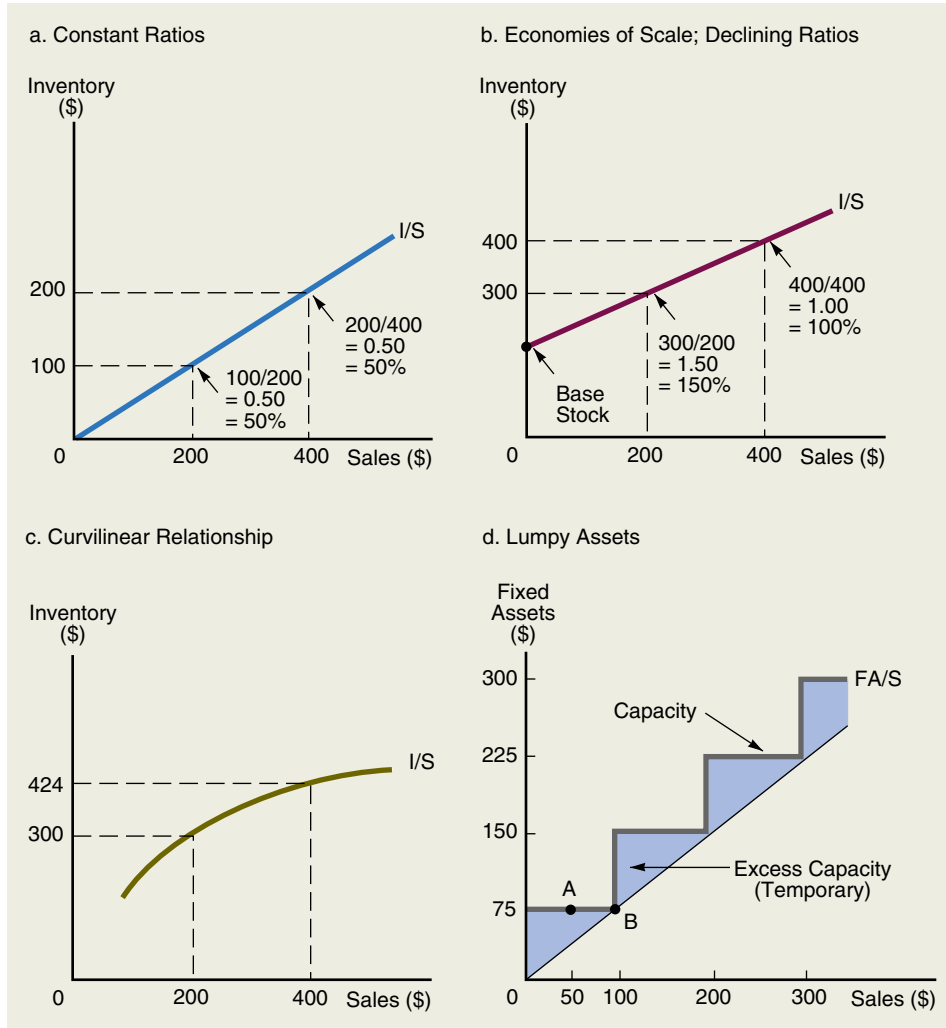 a. Constant Ratios
Inventory
($)
I/S
200
100
200/400
= 0.50
= 50%
100/200
= 0.50
= 50%
0
200
400
Sales ($)
b. Economies of Scale; Declining Ratios
Inventory
($)
I/S
400
300
400/400
= 1.00
= 100%
300/200
= 1.50
= 150%
Base
Stock
0
200
400
Sales ($)
c. Curvilinear Relationship
Inventory
($)
I/S
424
300
0
200
400
Sales ($)
d. Lumpy Assets
Fixed
Assets
($)
300
FA/S
Capacity
225
150
Excess Capacity
(Temporary)
A
75
B
0
50
100
200
300
Sales ($)